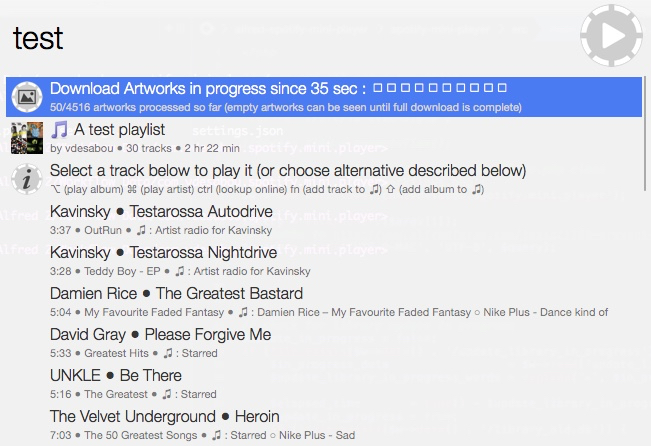 test
Download Artworks in progress since 35 sec : □ □ □ □ □ □ □ □ □ □
50/4516 artworks processed so far (empty artworks can be seen until full download is complete)
🎵 A test playlist
by vdesabou • 30 tracks • 2 hr 22 min
settings.json
Select a track below to play it (or choose alternative described below)
⌥ (play album) ⌘ (play artist) ctrl (lookup online) fn (add track to ♫) ⇧ (add album to ♫)
Kavinsky ● Testarossa Autodrive
3:37 • OutRun • ♫ : Artist radio for Kavinsky
Kavinsky ● Testarossa Nightdrive
3:28 • Teddy Boy - EP • ♫ : Artist radio for Kavinsky
Damien Rice ● The Greatest Bastard
5:04 • My Favourite Faded Fantasy • ♫ : Damien Rice – My Favourite Faded Fantasy ○ Nike Plus - Dance kind of
David Gray ● Please Forgive Me
5:33 • Greatest Hits • ♫ : Starred
UNKLE ● Be There
5:16 • The Greatest • ♫ : Starred
The Velvet Underground ● Heroin
7:03 • The 50 Greatest Songs • ♫ : Starred ○ Nike Plus - Sad